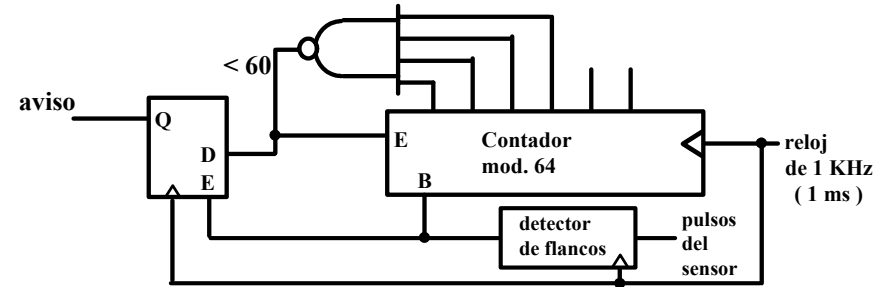 < 60
aviso
Q
D
E
E
Contador
mod. 64
B
reloj
de 1 KHz
( 1 ms )
detector
de flancos
pulsos
del
sensor